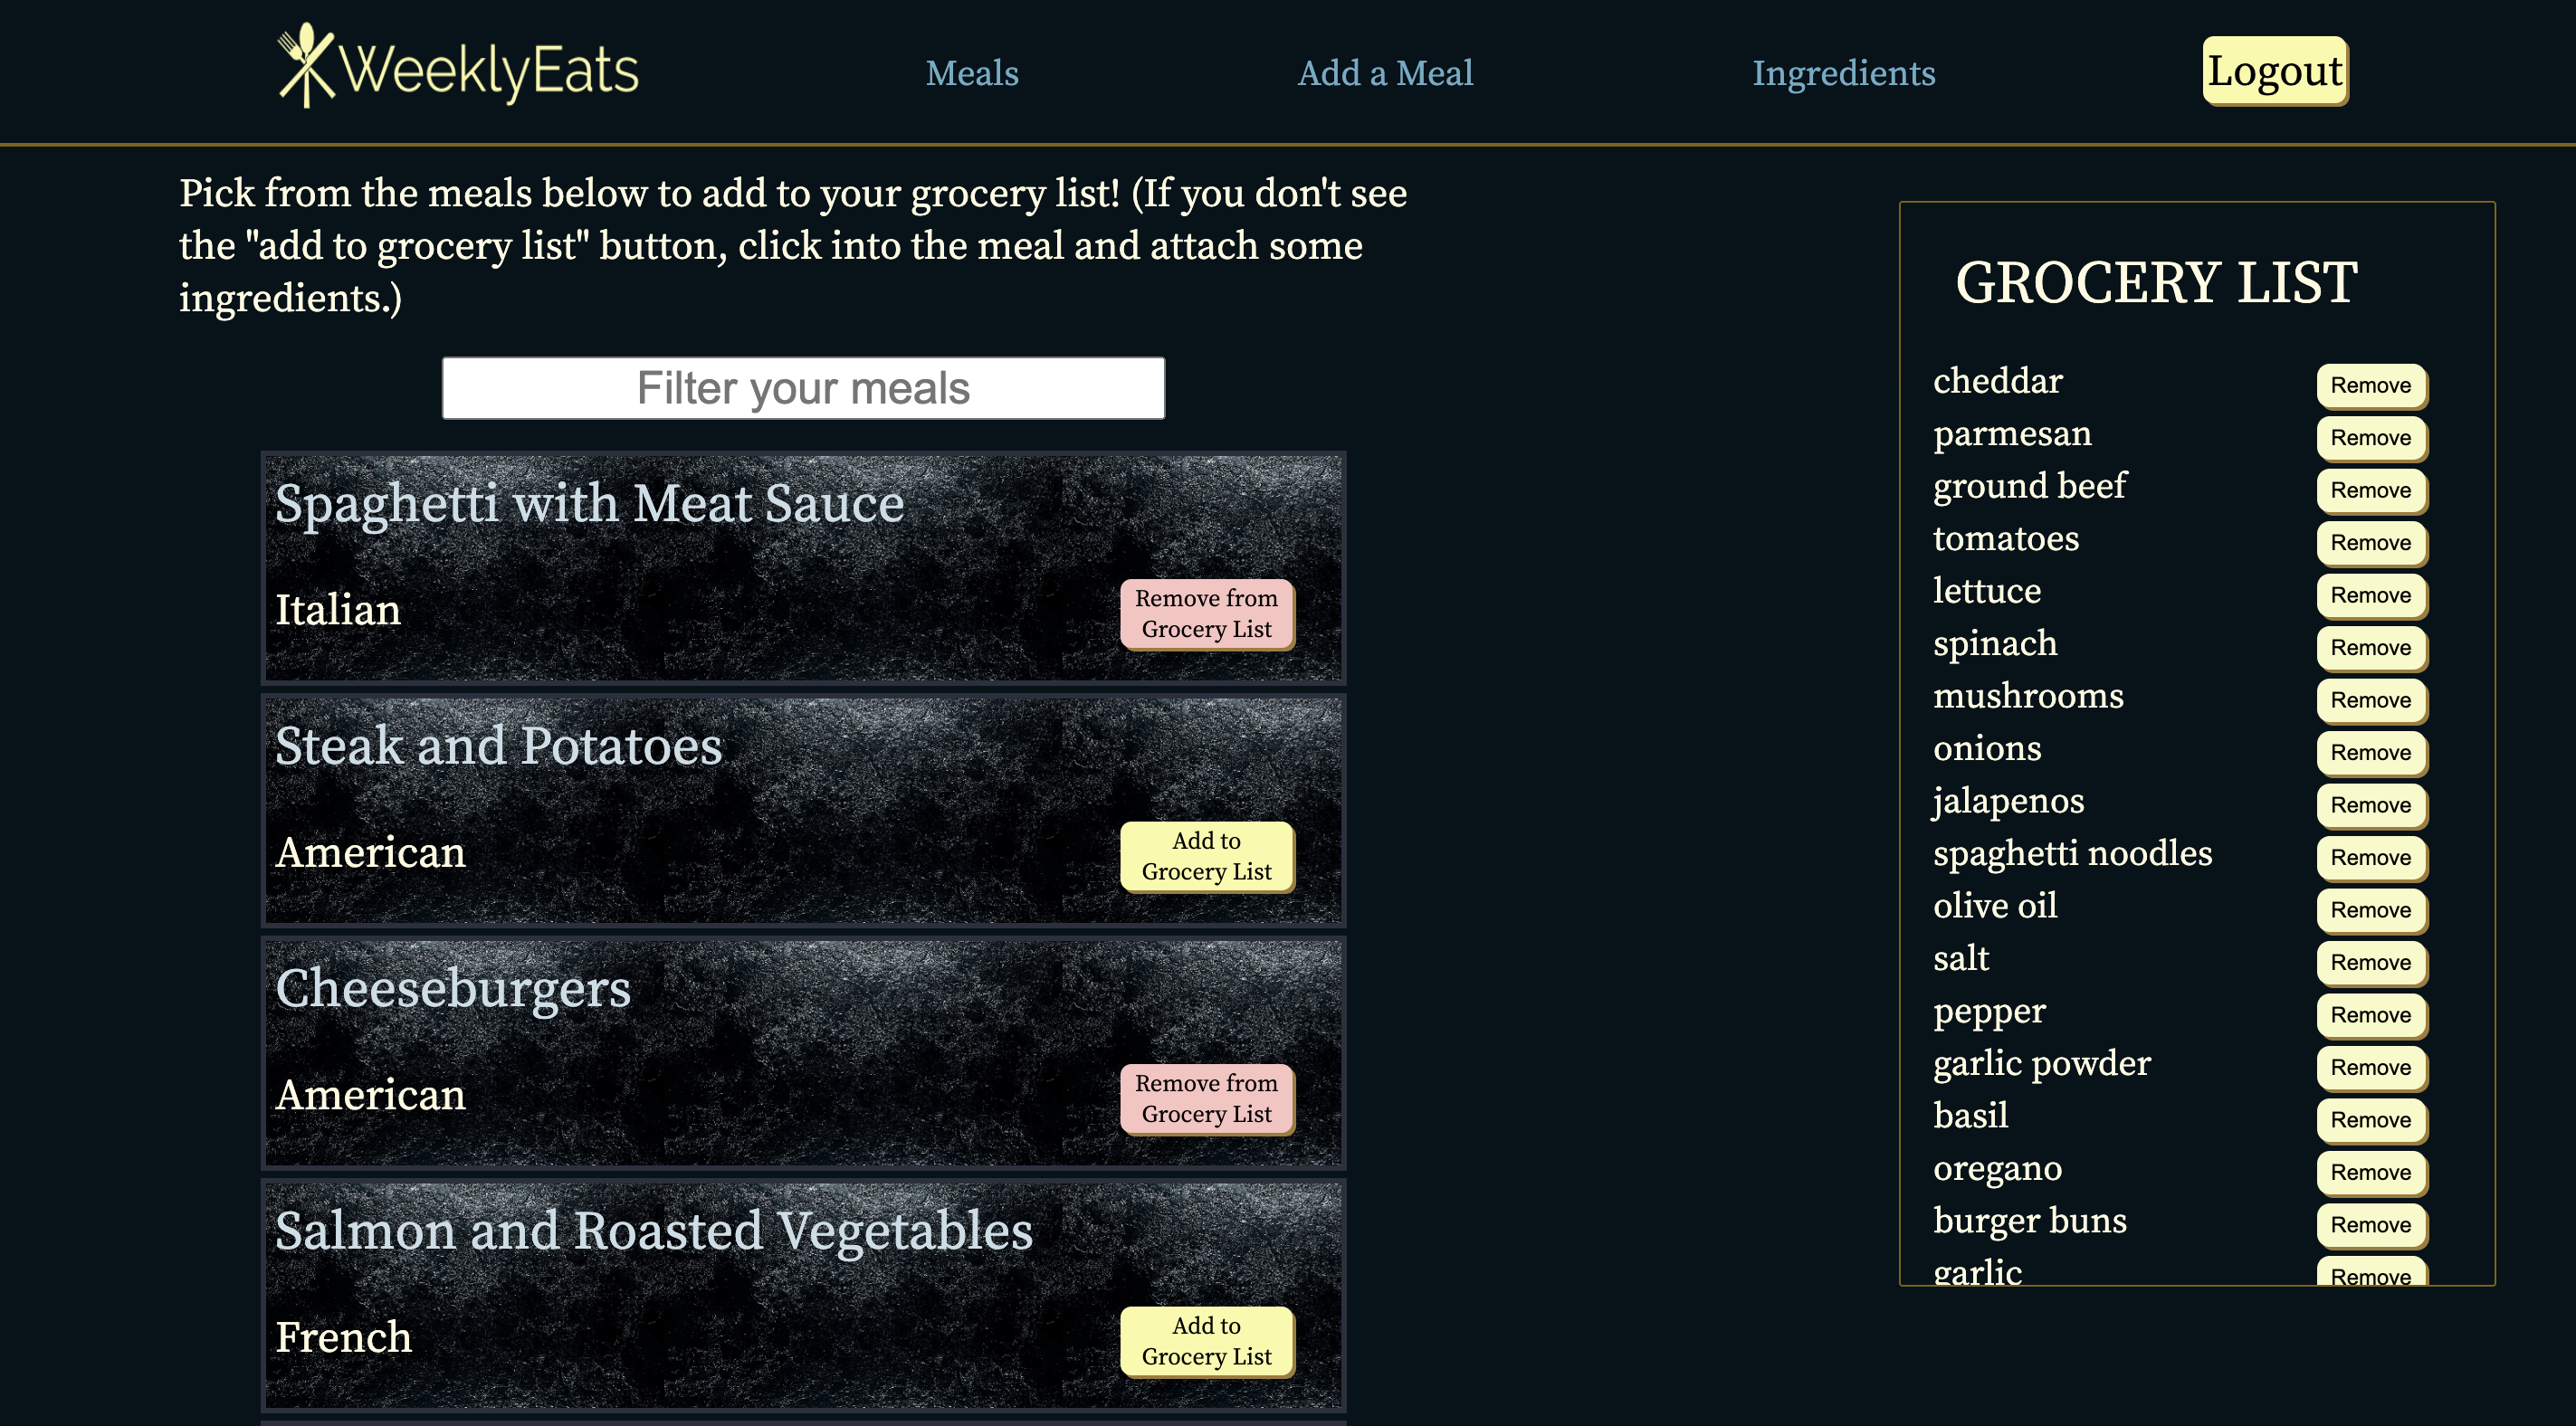 WeeklyEats
Meals
Add a Meal
Ingredients
Logout
Pick from the meals below to add to your grocery list! (If you don't see
the "add to grocery list" button, click into the meal and attach some
ingredients.)
Filter your meals
Spaghetti with Meat Sauce
Italian
Remove from
Grocery List
Steak and Potatoes
American
Add to
Grocery List
Cheeseburgers
American
Remove from
Grocery List
Salmon and Roasted Vegetables
French
Add to
Grocery List
GROCERY LIST
cheddar Remove
parmesan Remove
ground beef Remove
tomatoes Remove
lettuce Remove
spinach Remove
mushrooms Remove
onions Remove
jalapenos Remove
spaghetti noodles Remove
olive oil Remove
salt Remove
pepper Remove
garlic powder Remove
basil Remove
oregano Remove
burger buns Remove
garlic Remove